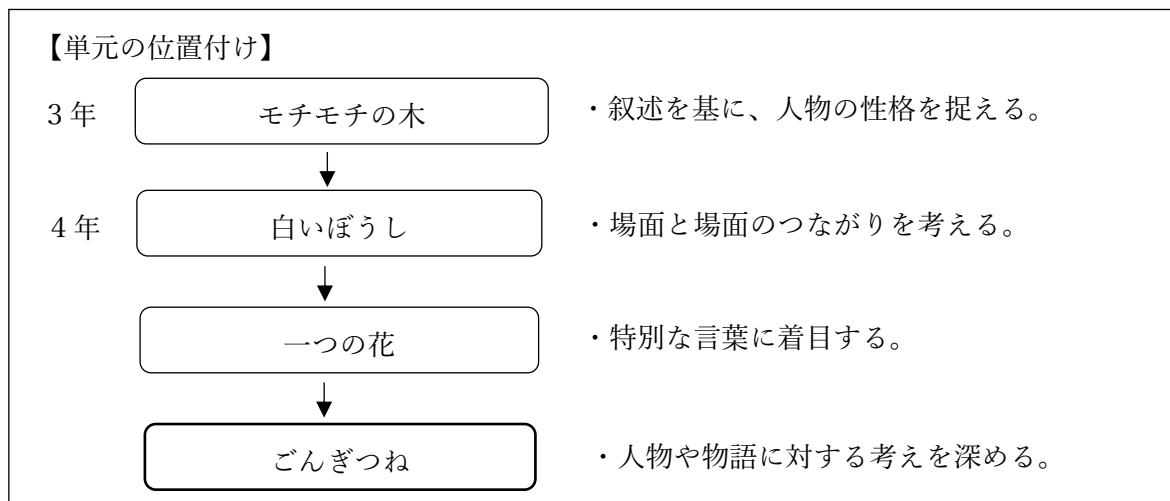 【単元の位置付け】
３年 モチモチの木 ・叙述を基に、人物の性格を捉える。
４年 白いぼうし ・場面と場面のつながりを考える。
一つの花 ・特別な言葉に着目する。
ごんぎつね ・人物や物語に対する考えを深める。